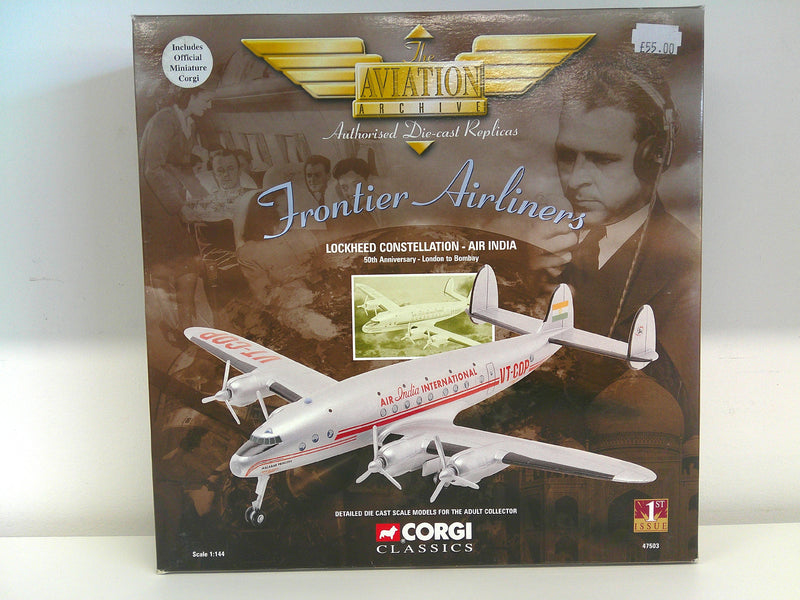 Includes
Official
Miniature
Corgi
£55.00
The
AVIATION
ARCHIVE
Authorised Die-cast Replicas
Frontier Airliners
LOCKHEED CONSTELLATION - AIR INDIA
50th Anniversary - London to Bombay
VT-CQP
AIR India INTERNATIONAL
VT-CQP
MALABAR PRINCESS
DETAILED DIE CAST SCALE MODELS FOR THE ADULT COLLECTOR
CORGI
CLASSICS
Scale 1:144
1ST
ISSUE
47503